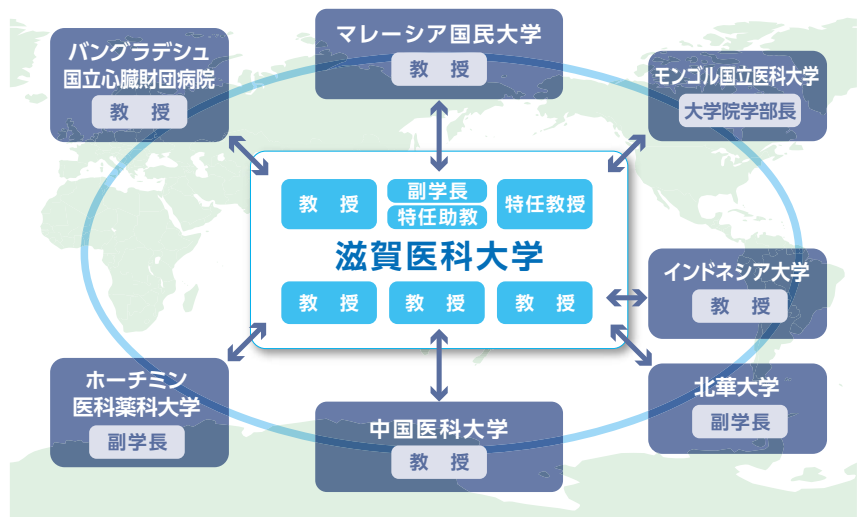 マレーシア国民大学
教 授
バングラデシュ
国立心臓財団病院
教 授
モンゴル国立医科大学
大学院学部長
教 授
副学長
特任助教
特任教授
滋賀医科大学
教 授
教 授
教 授
インドネシア大学
教 授
ホーチミン
医科薬科大学
副学長
中国医科大学
教 授
北華大学
副学長